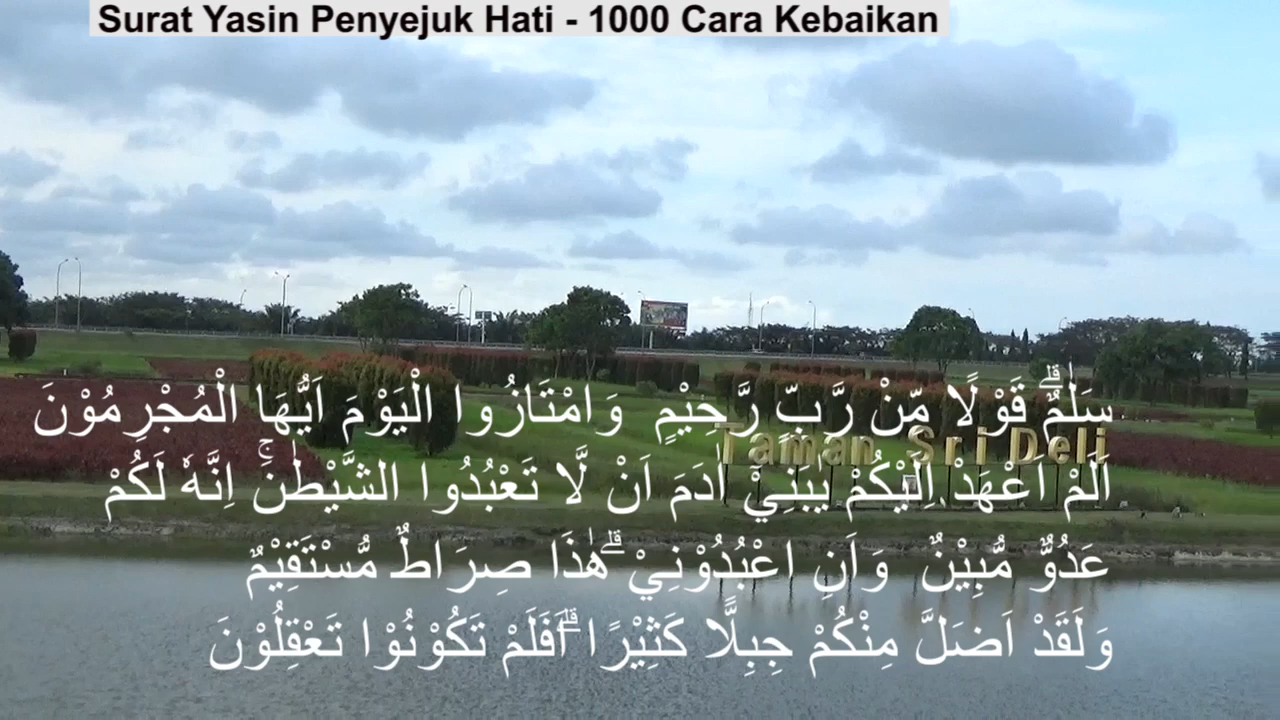 Surat Yasin Penyejuk Hati - 1000 Cara Kebaikan
سَلٰمٌۗ قَوْلًا مِّنْ رَّبٍّ رَّحِيْمٍ وَامْتَازُوا الْيَوْمَ اَيُّهَا الْمُجْرِمُوْنَ
Taman Sri Deli
اَلَمْ اَعْهَدْ اِلَيْكُمْ يٰبَنِيْٓ اٰدَمَ اَنْ لَّا تَعْبُدُوا الشَّيْطٰنَۚ اِنَّهٗ لَكُمْ
عَدُوٌّ مُّبِيْنٌ وَاَنِ اعْبُدُوْنِيْ ۗهٰذَا صِرَاطٌ مُّسْتَقِيْمٌ
وَلَقَدْ اَضَلَّ مِنْكُمْ جِبِلًّا كَثِيْرًا ۗاَفَلَمْ تَكُوْنُوْا تَعْقِلُوْنَ